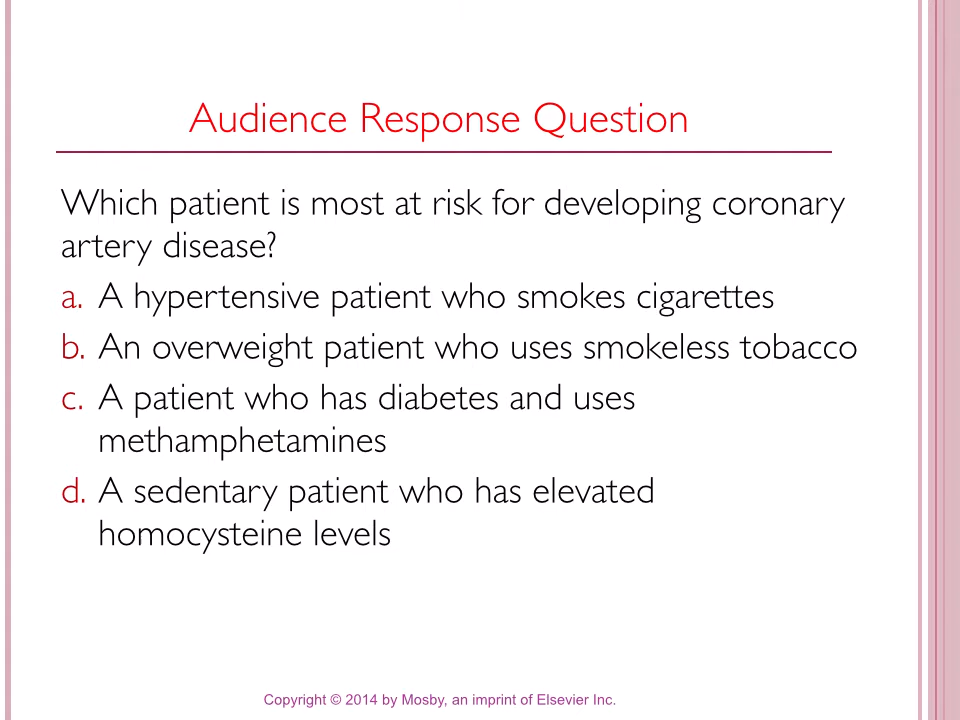 Audience Response Question
Which patient is most at risk for developing coronary
artery disease?
a. A hypertensive patient who smokes cigarettes
b. An overweight patient who uses smokeless tobacco
c. A patient who has diabetes and uses
methamphetamines
d. A sedentary patient who has elevated
homocysteine levels
Copyright © 2014 by Mosby, an imprint of Elsevier Inc.